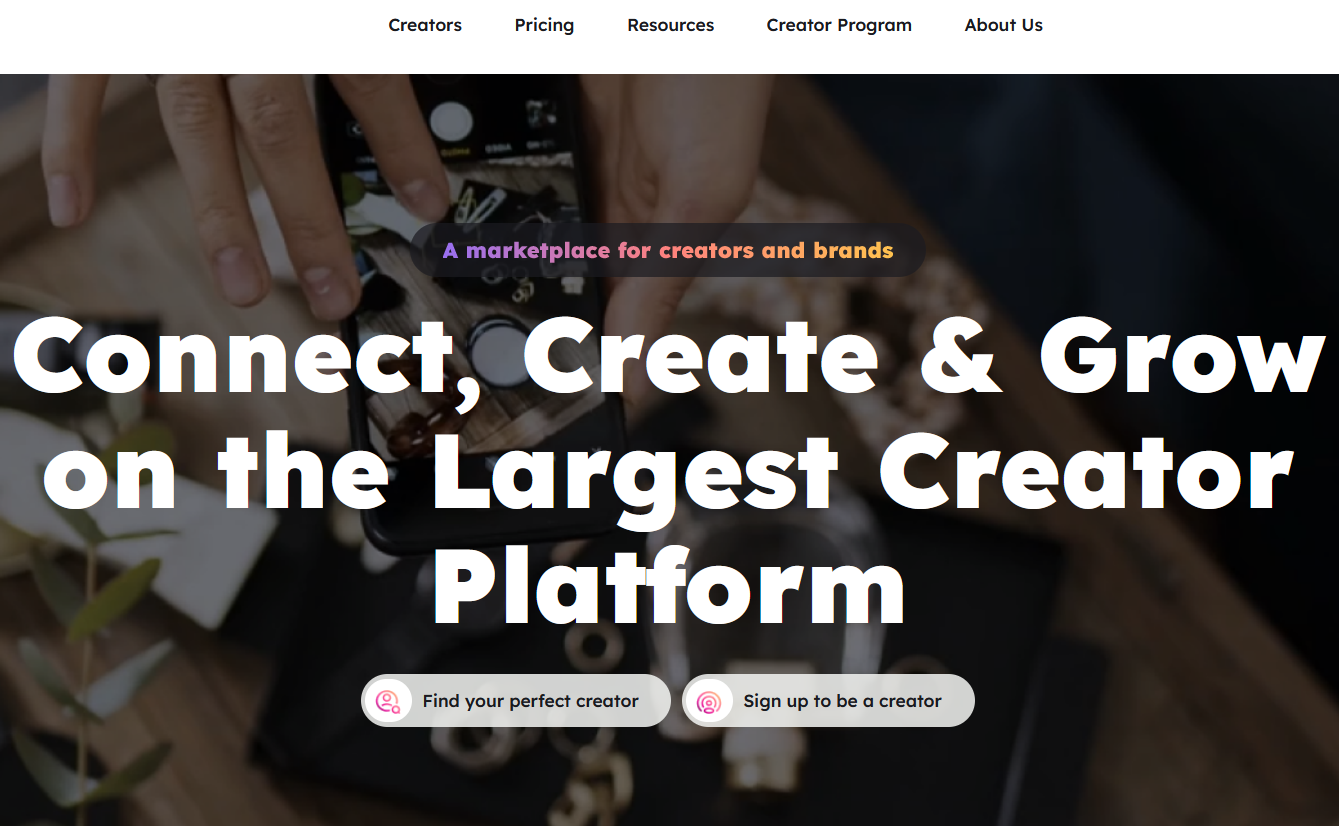 Creators Pricing Resources Creator Program About Us
A marketplace for creators and brands
Connect, Create & Grow
on the Largest Creator
Platform
Find your perfect creator Sign up to be a creator